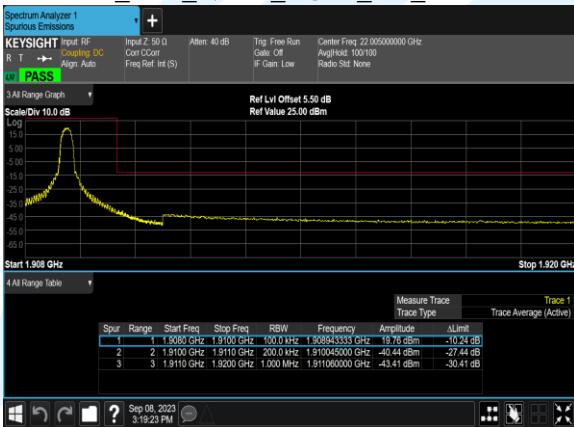 Spectrum Analyzer 1
Spurious Emissions
+
KEYSIGHT Input: RF Input Z: 50 Ω Atten: 40 dB Trig: Free Run Center Freq: 22.005000000 GHz
R T Coupling: DC Corr CCorr Gate: Off Avg|Hold: 100/100
Align: Auto Freq Ref: Int (S) IF Gain: Low Radio Std: None
PASS
3 All Range Graph
Ref Lvl Offset 5.50 dB
Scale/Div 10.0 dB Ref Value 25.00 dBm
Log
15.0
5.00
-5.00
-15.0
-25.0
-35.0
-45.0
-55.0
-65.0
Start 1.908 GHz Stop 1.920 GHz
4 All Range Table
Measure Trace Trace 1
Trace Type Trace Average (Active)
Spur Range Start Freq Stop Freq RBW Frequency Amplitude ΔLimit
1 1 1.9080 GHz 1.9100 GHz 100.0 kHz 1.908943333 GHz 19.76 dBm -10.24 dB
2 2 1.9100 GHz 1.9110 GHz 200.0 kHz 1.910045000 GHz -40.44 dBm -27.44 dB
3 3 1.9110 GHz 1.9200 GHz 1.000 MHz 1.911060000 GHz -43.41 dBm -30.41 dB
? Sep 08, 2023
3:19:23 PM